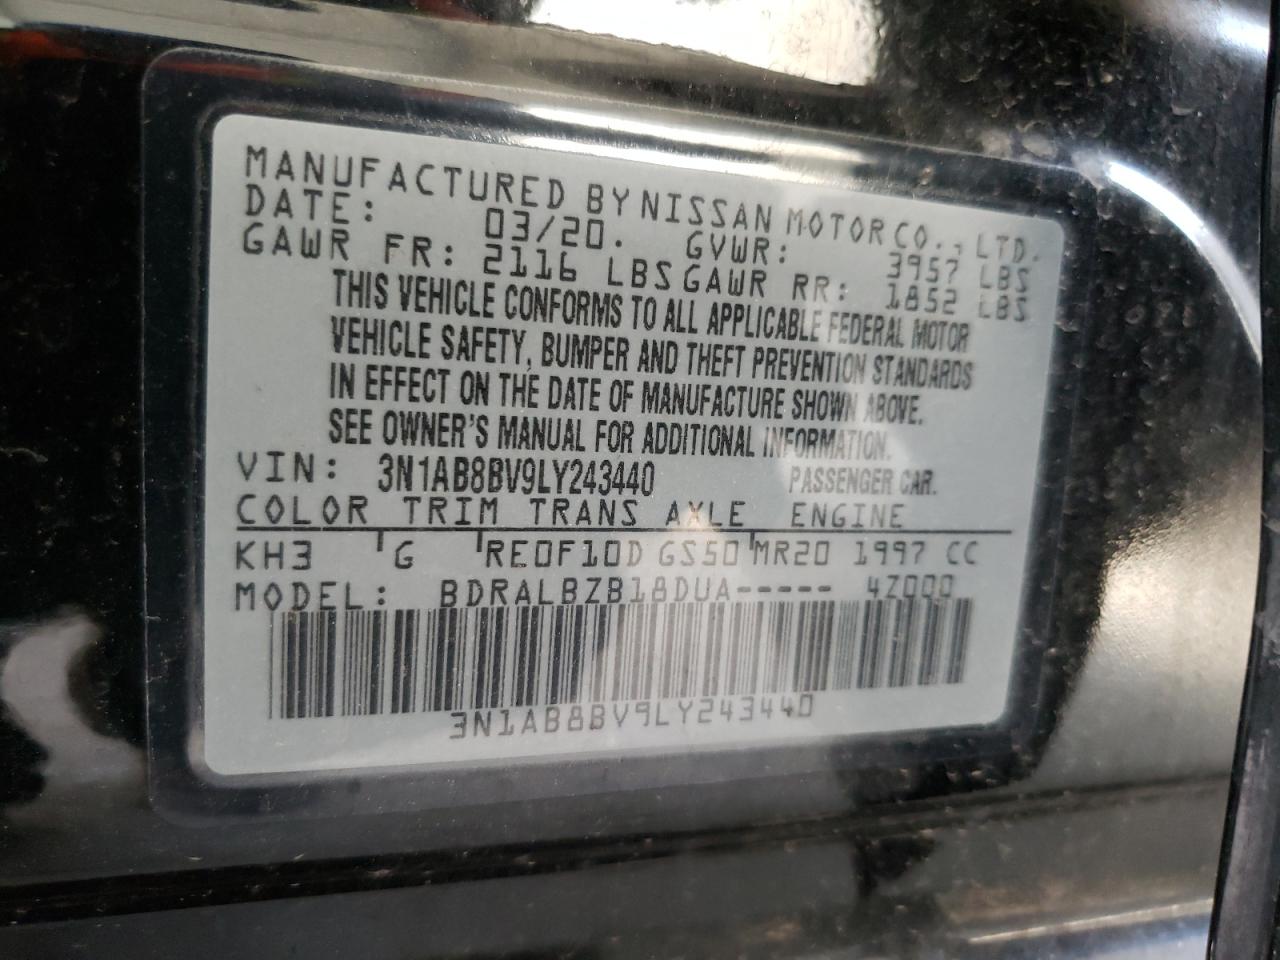 MANUFACTURED BY NISSAN MOTOR CO., LTD.
DATE: 03/20. GVWR: 3957 LBS
GAWR FR: 2116 LBS GAWR RR: 1852 LBS
THIS VEHICLE CONFORMS TO ALL APPLICABLE FEDERAL MOTOR
VEHICLE SAFETY, BUMPER AND THEFT PREVENTION STANDARDS
IN EFFECT ON THE DATE OF MANUFACTURE SHOWN ABOVE.
SEE OWNER'S MANUAL FOR ADDITIONAL INFORMATION.
VIN: 3N1AB8BV9LY243440 PASSENGER CAR.
COLOR TRIM TRANS AXLE ENGINE
KH3 G RE0F10D GS50 MR20 1997 CC
MODEL: BDRALBZB18DUA----- 4Z000
3N1AB8BV9LY243440